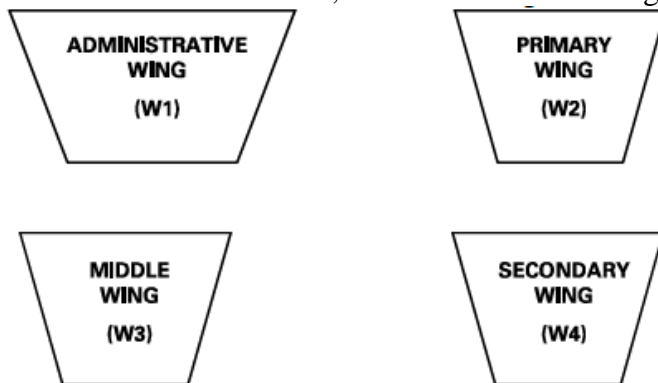 ADMINISTRATIVE
WING
(W1)
PRIMARY
WING
(W2)
MIDDLE
WING
(W3)
SECONDARY
WING
(W4)